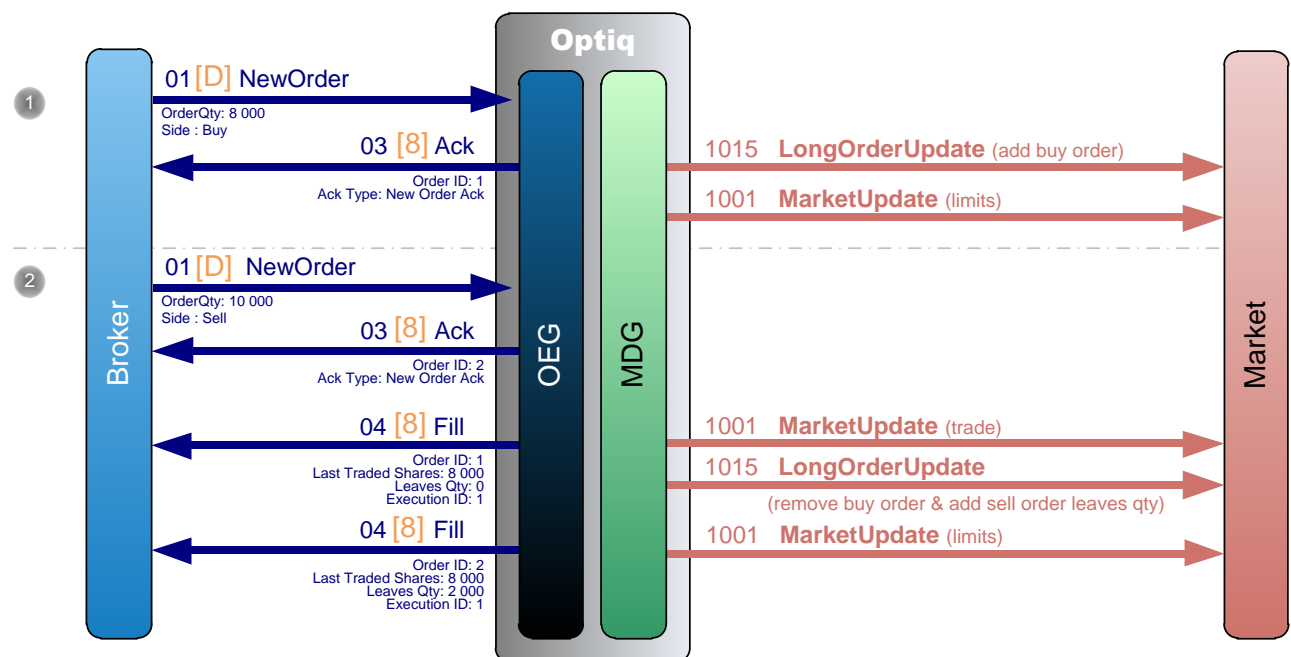 Optiq
1
01 [D] NewOrder
OrderQty: 8 000
Side : Buy
03 [8] Ack
Order ID: 1
Ack Type: New Order Ack
1015 LongOrderUpdate (add buy order)
1001 MarketUpdate (limits)
2
01 [D] NewOrder
OrderQty: 10 000
Side : Sell
03 [8] Ack
Order ID: 2
Ack Type: New Order Ack
Broker
OEG
MDG
Market
04 [8] Fill
Order ID: 1
Last Traded Shares: 8 000
Leaves Qty: 0
Execution ID: 1
1001 MarketUpdate (trade)
1015 LongOrderUpdate
(remove buy order & add sell order leaves qty)
04 [8] Fill
Order ID: 2
Last Traded Shares: 8 000
Leaves Qty: 2 000
Execution ID: 1
1001 MarketUpdate (limits)